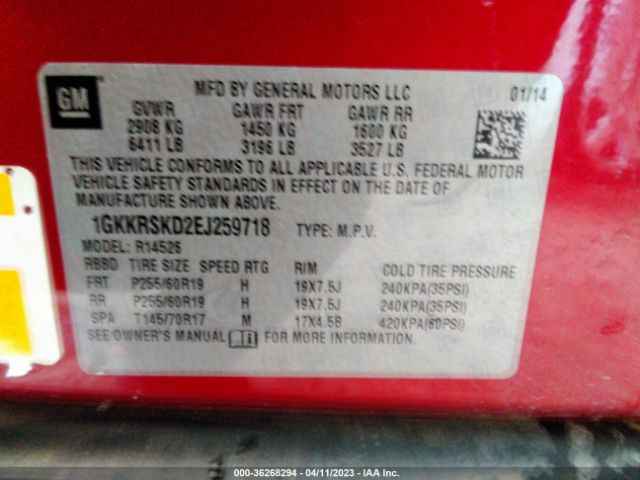 GM
MFD BY GENERAL MOTORS LLC 01/14
GVWR GAWR FRT GAWR RR
2908 KG 1450 KG 1600 KG
6411 LB 3196 LB 3527 LB
THIS VEHICLE CONFORMS TO ALL APPLICABLE U.S. FEDERAL MOTOR
VEHICLE SAFETY STANDARDS IN EFFECT ON THE DATE OF
MANUFACTURE SHOWN ABOVE.
1GKKRSKD2EJ259718 TYPE: M.P.V.
MODEL: R14526
RBBD TIRE SIZE SPEED RTG RIM COLD TIRE PRESSURE
FRT P255/60R19 H 19X7.5J 240KPA(35PSI)
RR P255/60R19 H 19X7.5J 240KPA(35PSI)
SPA T145/70R17 M 17X4.5B 420KPA(60PSI)
SEE OWNER'S MANUAL FOR MORE INFORMATION
000-36268294 - 04/11/2023 - IAA Inc.